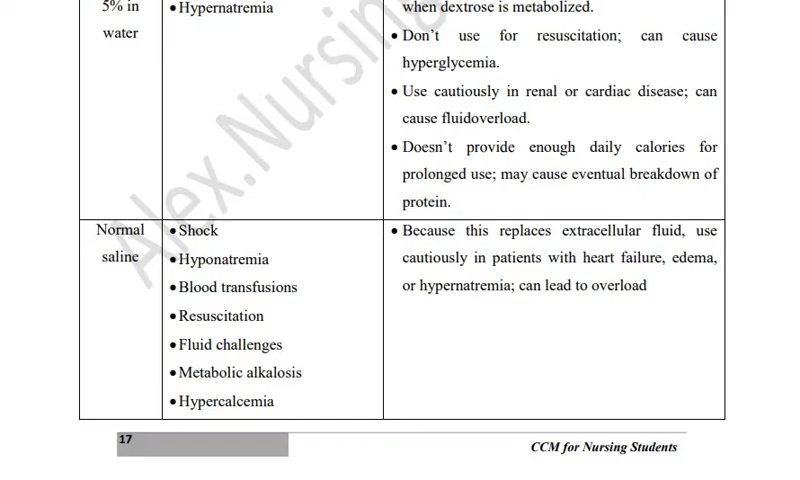 5% in
water
• Hypernatremia
when dextrose is metabolized.
• Don’t use for resuscitation; can cause
hyperglycemia.
• Use cautiously in renal or cardiac disease; can
cause fluidoverload.
• Doesn’t provide enough daily calories for
prolonged use; may cause eventual breakdown of
protein.
Normal
saline
• Shock
• Hyponatremia
• Blood transfusions
• Resuscitation
• Fluid challenges
• Metabolic alkalosis
• Hypercalcemia
• Because this replaces extracellular fluid, use
cautiously in patients with heart failure, edema,
or hypernatremia; can lead to overload
Alex.Nursing
17
CCM for Nursing Students